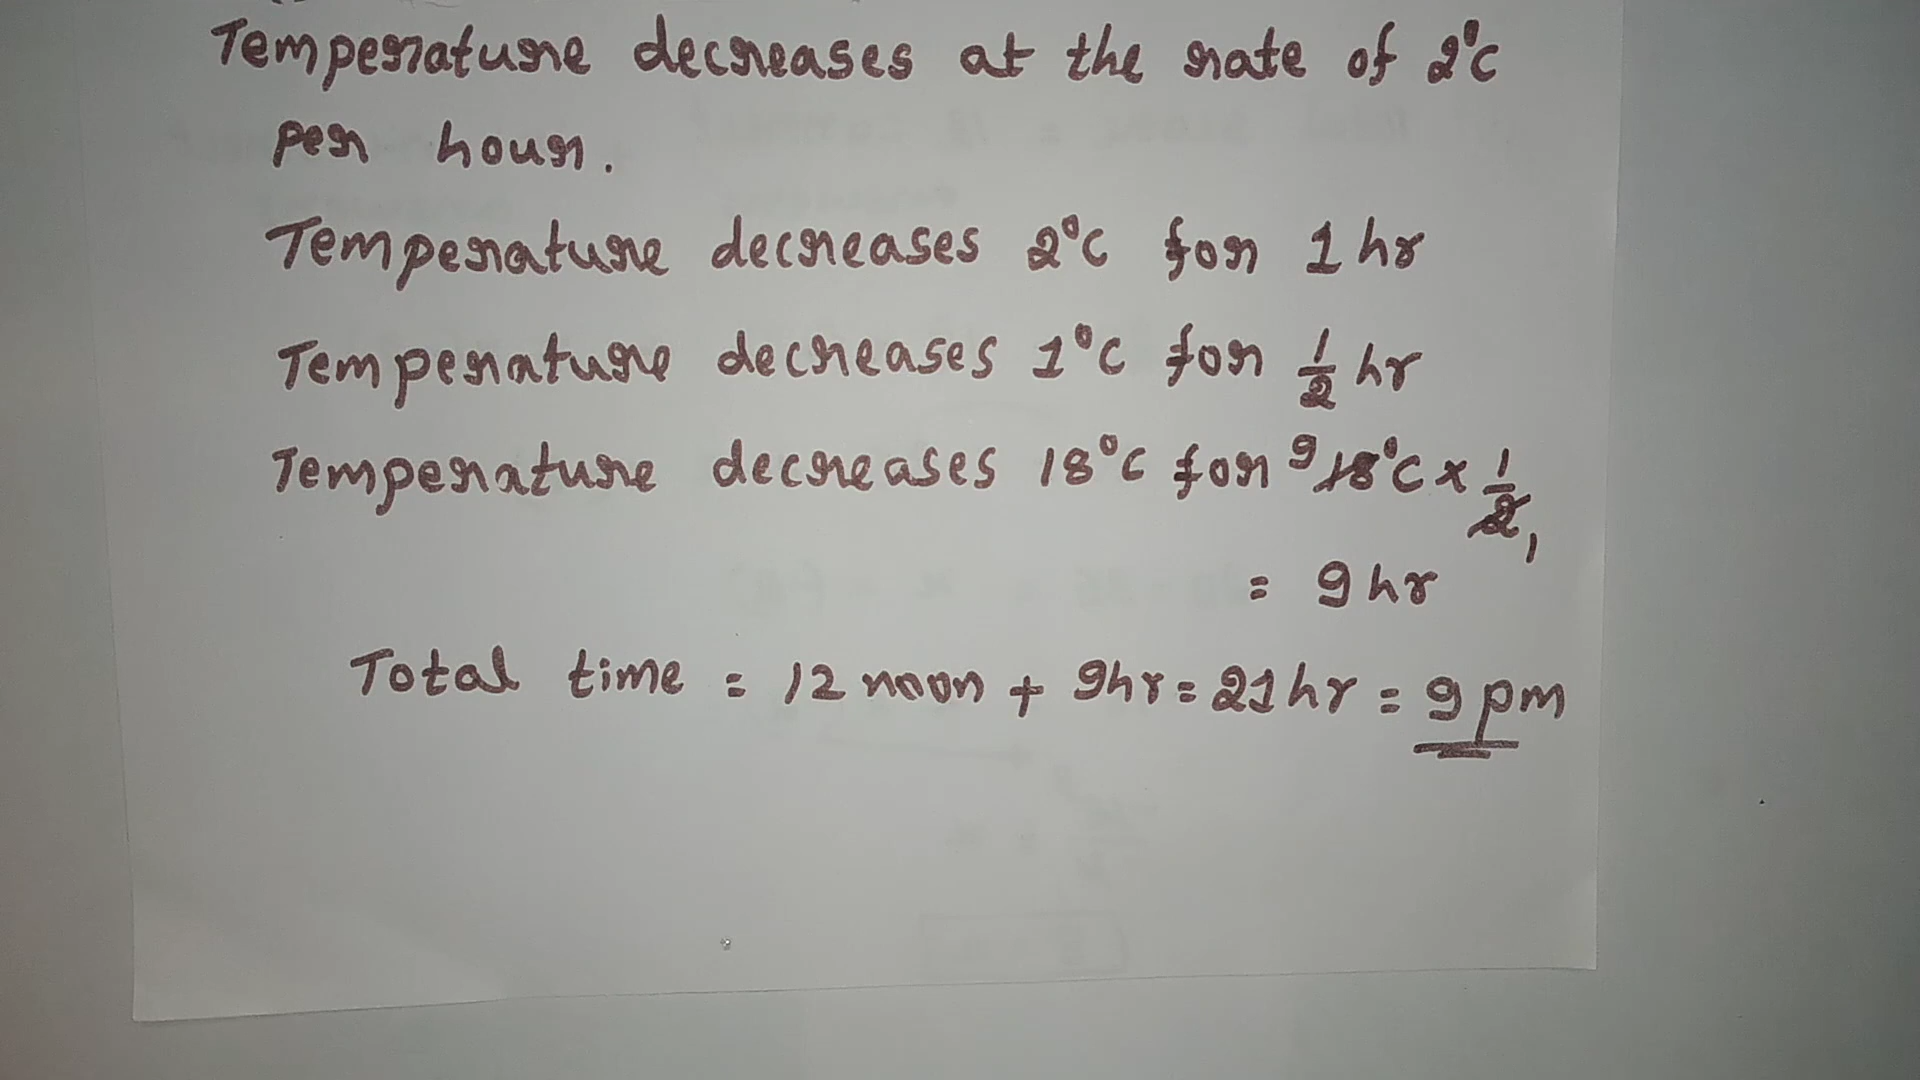 Temperature decreases at the rate of 2°c
per hour.
Temperature decreases 2°c for 1 hr
Temperature decreases 1°c for 1/2 hr
Temperature decreases 18°c for 9 18°c x 1/2 1
= 9 hr
Total time = 12 noon + 9hr = 21 hr = 9 pm